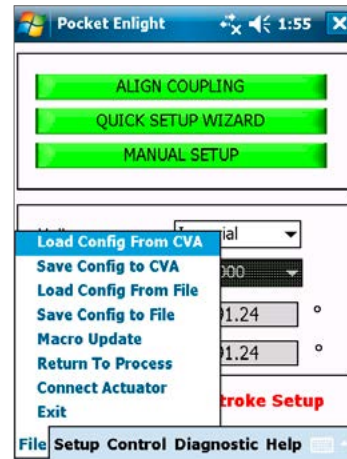 Pocket Enlight 1:55
ALIGN COUPLING
QUICK SETUP WIZARD
MANUAL SETUP
ial
Load Config From CVA
Save Config to CVA
000
Load Config From File
Save Config to File
1.24 °
Macro Update
Return To Process
1.24 °
Connect Actuator
troke Setup
Exit
File Setup Control Diagnostic Help